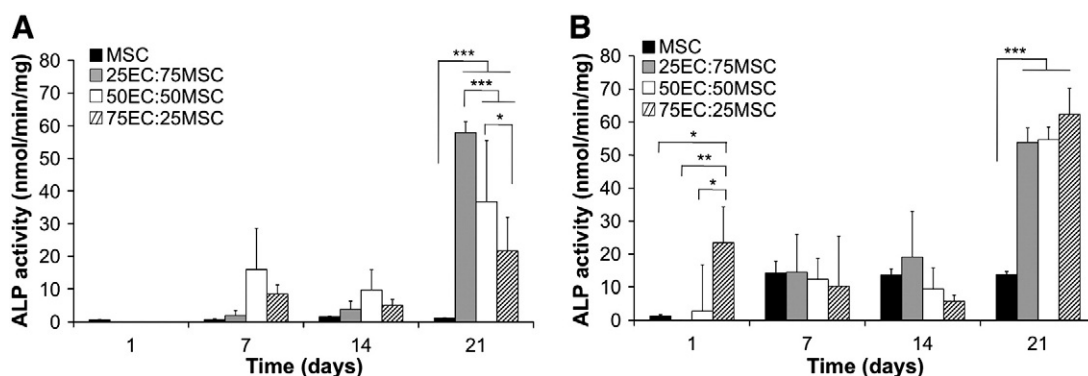 A
ALP activity (nmol/min/mg)
80
70
60
50
40
30
20
10
0
MSC
25EC:75MSC
50EC:50MSC
75EC:25MSC
***
***
*
1 7 14 21
Time (days)
B
ALP activity (nmol/min/mg)
80
70
60
50
40
30
20
10
0
MSC
25EC:75MSC
50EC:50MSC
75EC:25MSC
*
**
*
***
1 7 14 21
Time (days)